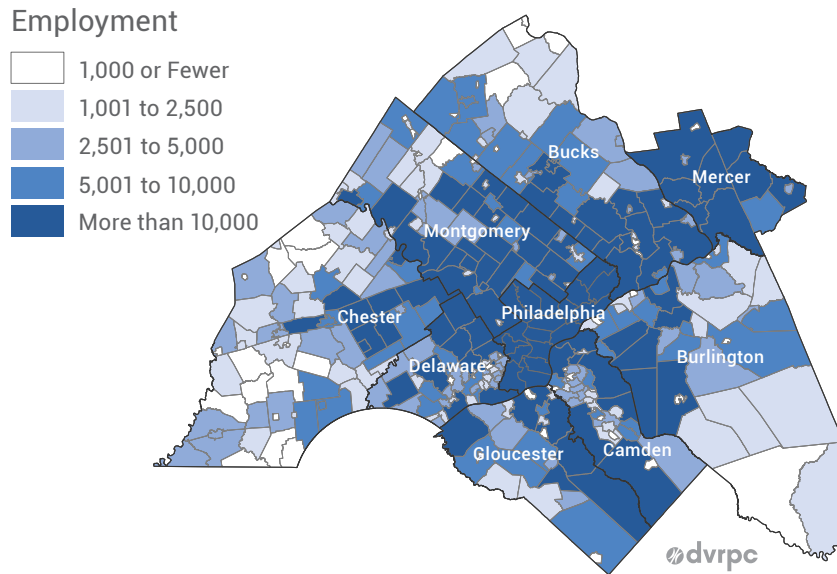 Employment
1,000 or Fewer
1,001 to 2,500
2,501 to 5,000
5,001 to 10,000
More than 10,000
Bucks
Mercer
Montgomery
Chester
Philadelphia
Delaware
Burlington
Gloucester
Camden
dvrpc